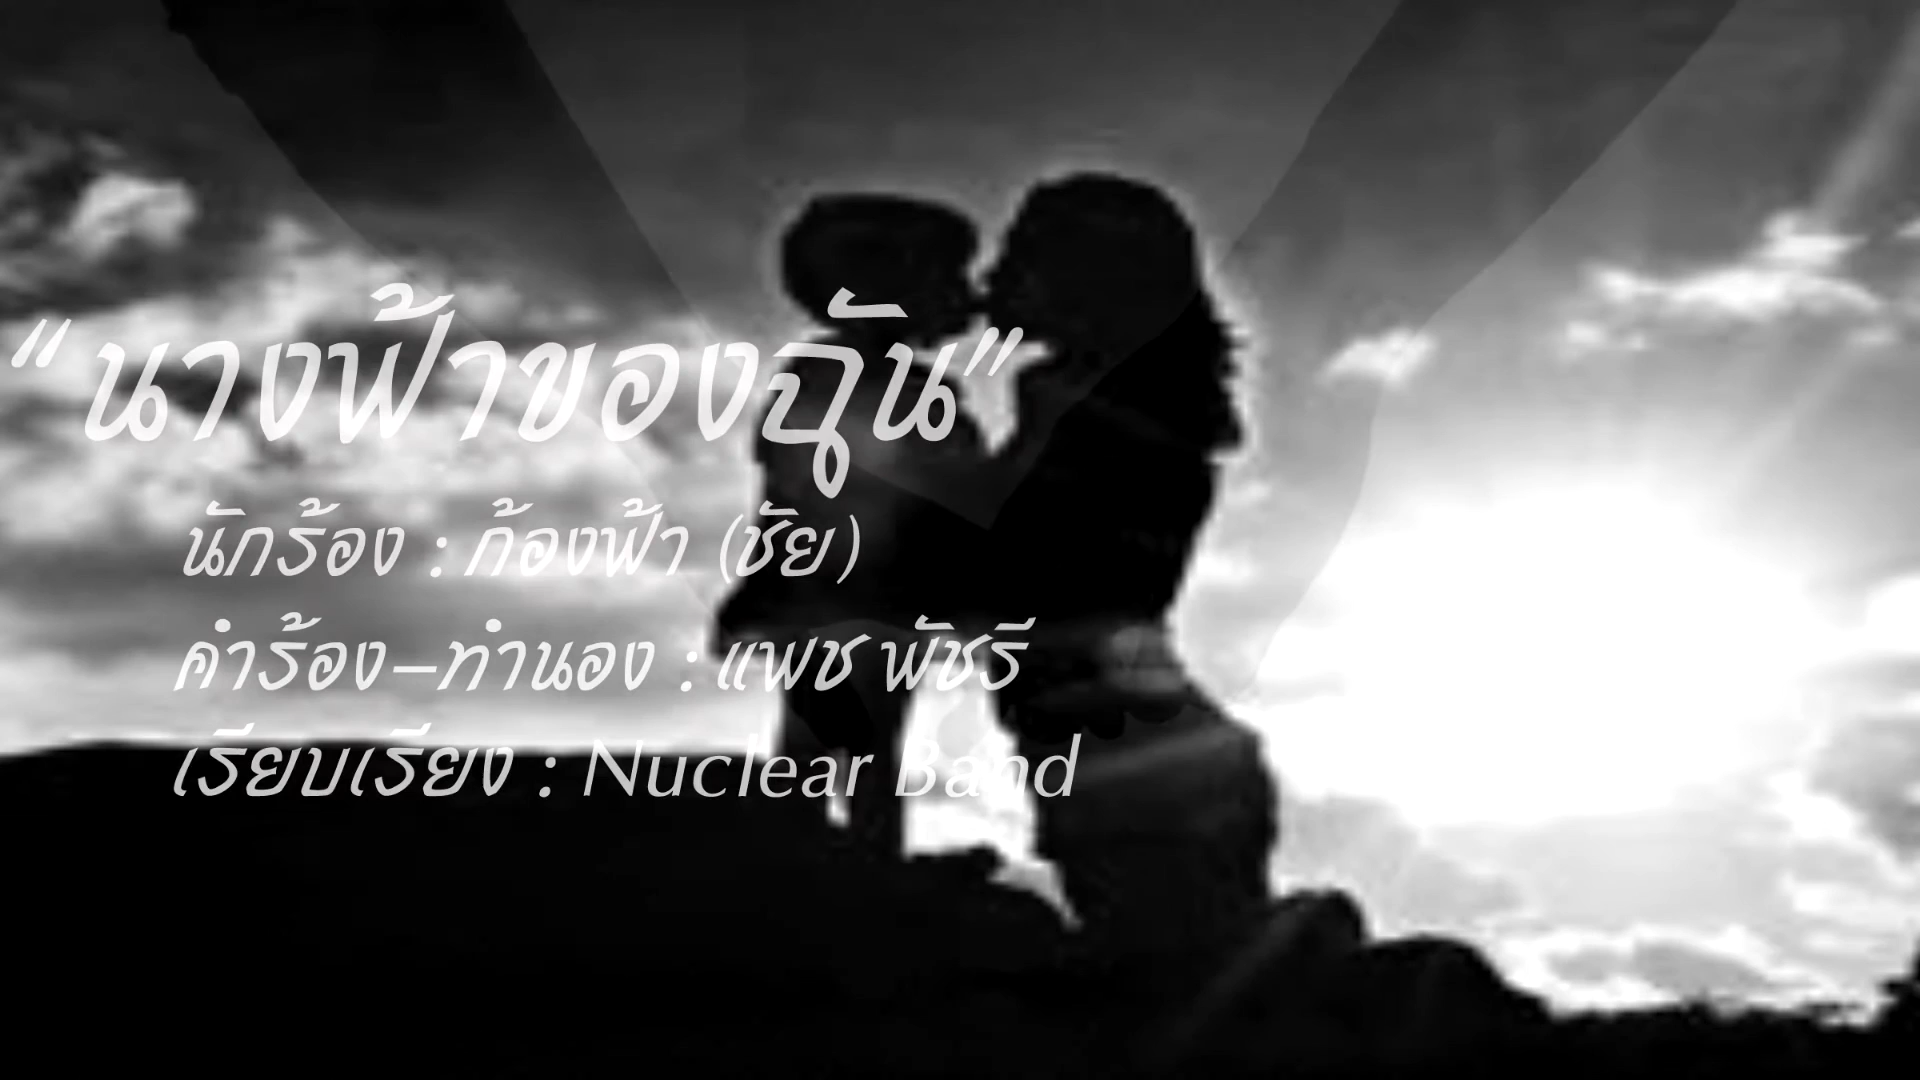 “นางฟ้าของฉัน”
นักร้อง : ก้องฟ้า (ชัย)
คำร้อง–ทำนอง : แพช พัชรี
เรียบเรียง : Nuclear Band